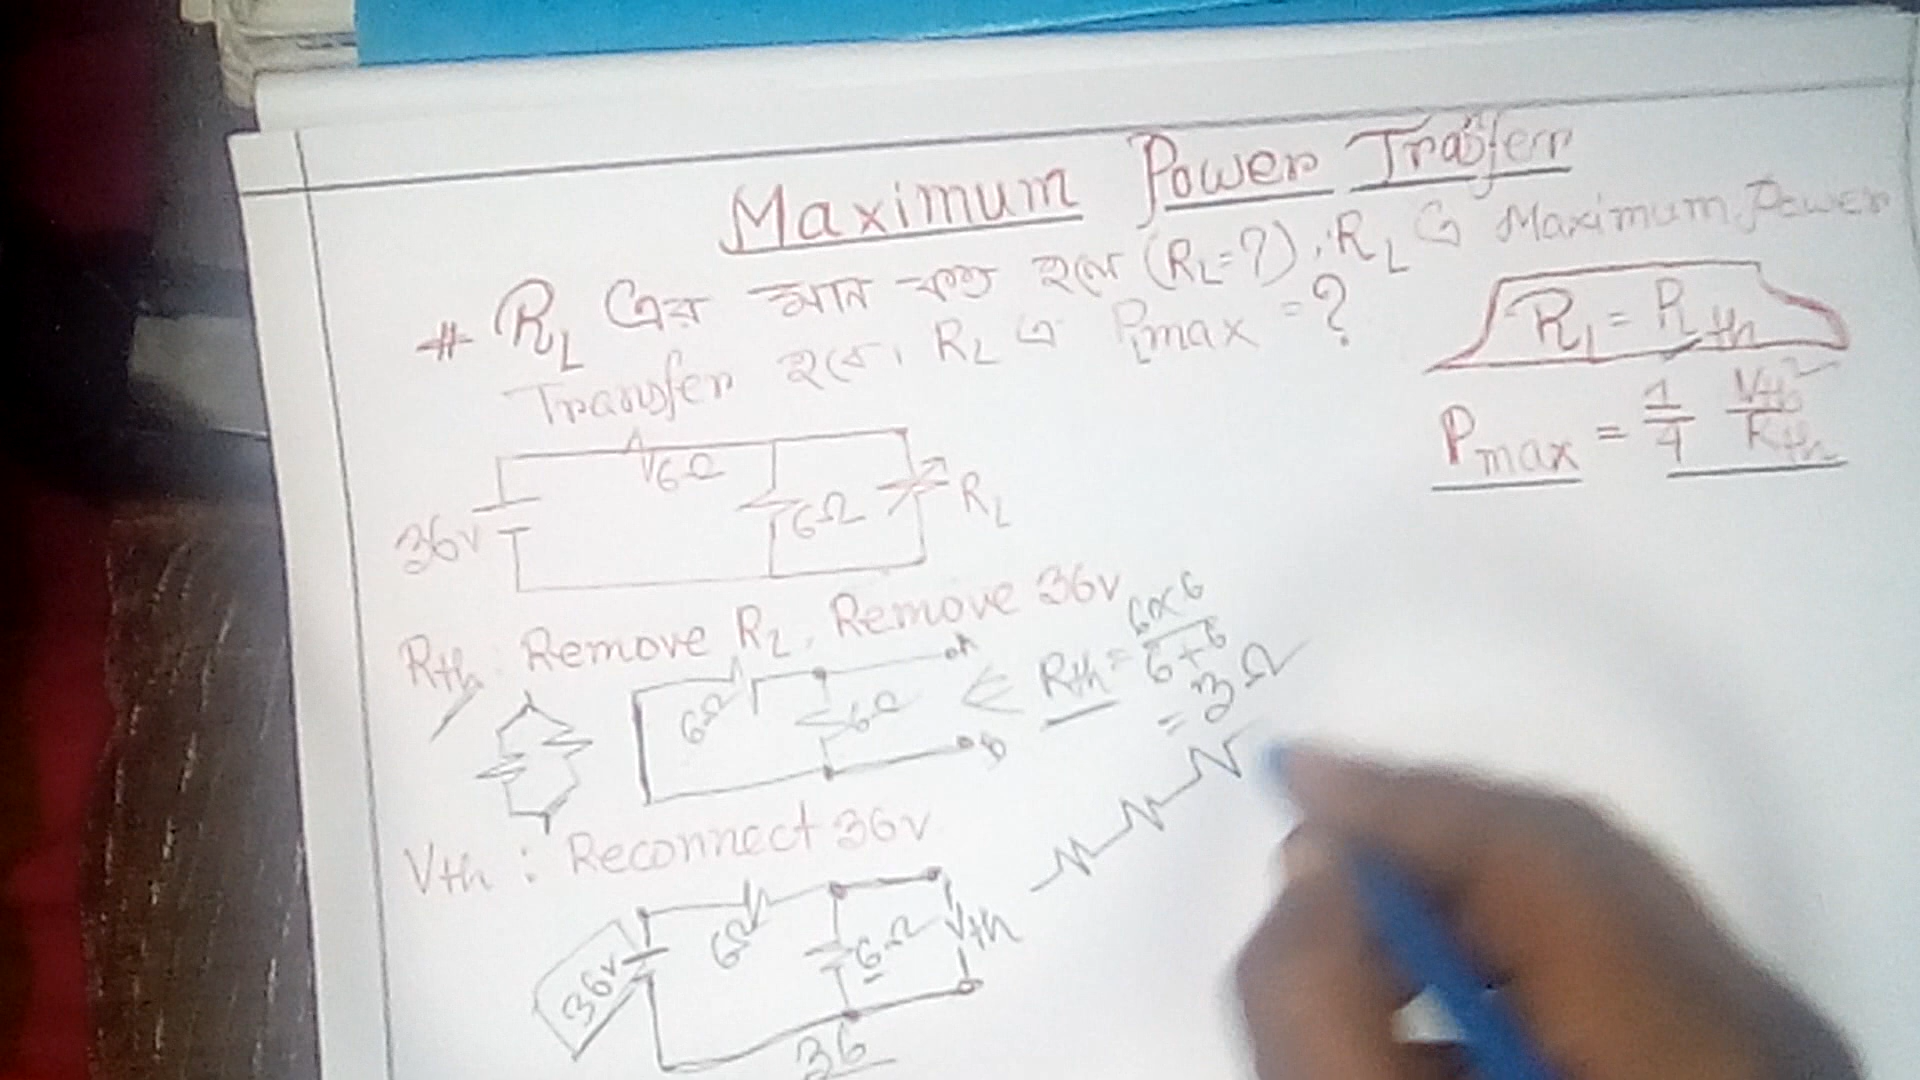 Maximum Power Trasfer
# RL এর মান কত হলে (RL=?), RL এ Maximum Power
Transfer হবে। RL এ Pmax = ?
RL = Rth
Pmax = 1/4 Vth²/Rth
6Ω
36v
6Ω
RL
Rth : Remove RL, Remove 36v
6Ω
6Ω
A
B
Rth = 6×6/6+6
= 3Ω
Vth : Reconnect 36v
36v
6Ω
6Ω
Vth
36